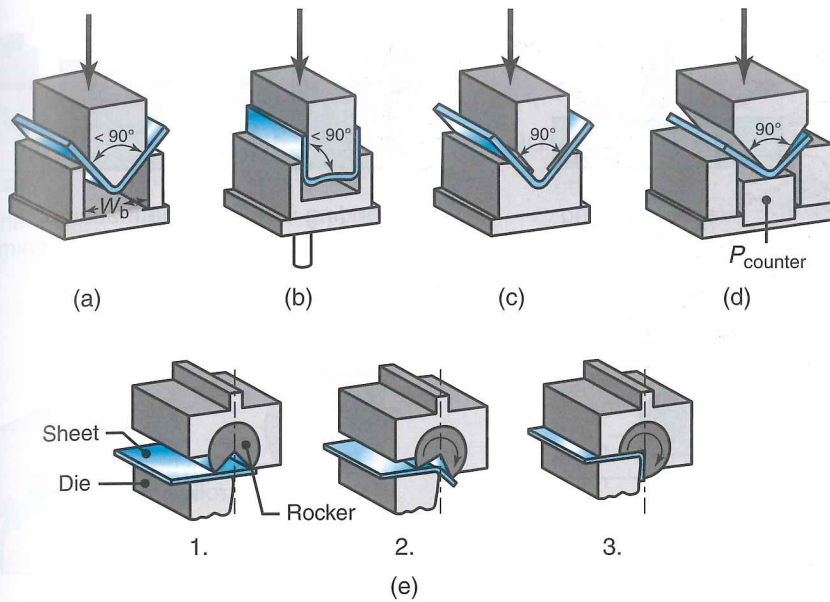 < 90°
< 90°
90°
90°
W_b
P_counter
(a)
(b)
(c)
(d)
Sheet
Die
Rocker
1.
2.
3.
(e)